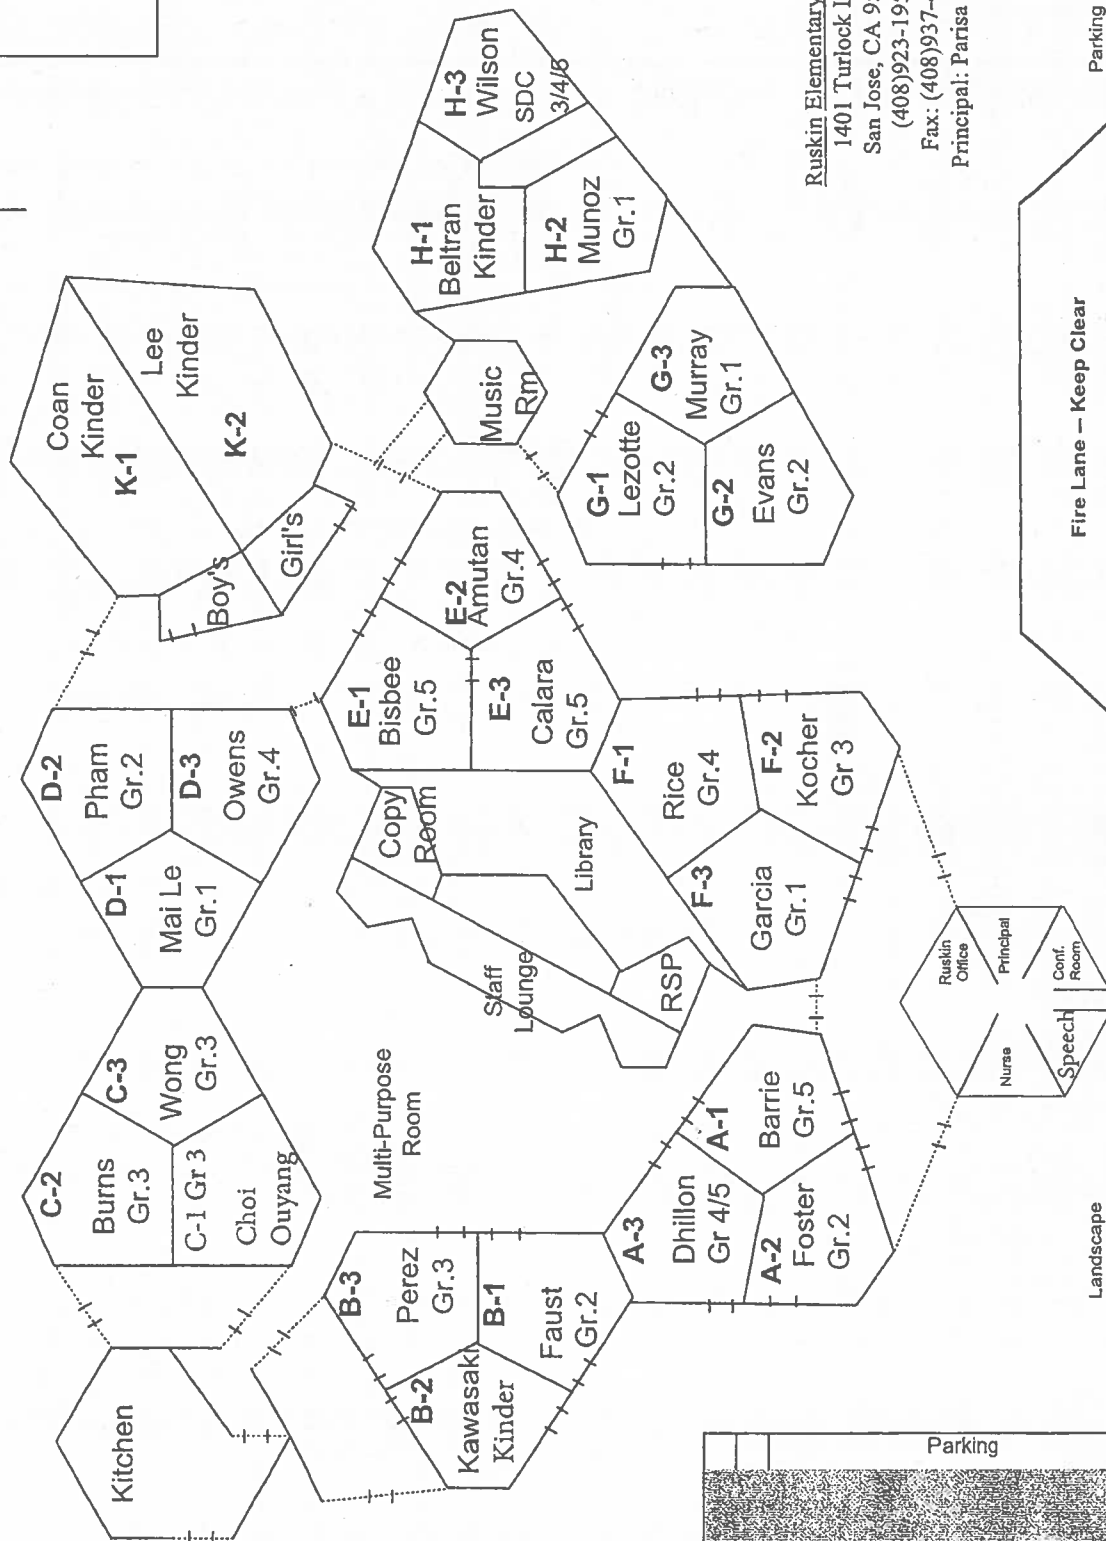 Kitchen
C-2
Burns
Gr.3
C-1 Gr 3
Choi
Ouyang
C-3
Wong
Gr.3
D-1
Mai Le
Gr.1
D-2
Pham
Gr.2
D-3
Owens
Gr.4
Coan
Kinder
K-1
Lee
Kinder
K-2
Boy's
Girl's
B-3
Perez
Gr.3
B-2
Kawasaki
Kinder
B-1
Faust
Gr.2
Multi-Purpose
Room
Staff
Lounge
Copy
Room
Library
RSP
E-1
Bisbee
Gr.5
E-2
Amutan
Gr.4
E-3
Calara
Gr.5
Music
Rm
H-1
Beltran
Kinder
H-3
Wilson
SDC
3/4/5
H-2
Munoz
Gr.1
G-1
Lezotte
Gr.2
G-3
Murray
Gr.1
G-2
Evans
Gr.2
A-3
Dhillon
Gr 4/5
A-1
Barrie
Gr.5
A-2
Foster
Gr.2
F-1
Rice
Gr.4
F-3
Garcia
Gr.1
F-2
Kocher
Gr 3
Ruskin
Office
Principal
Nurse
Conf.
Room
Speech
Ruskin Elementary
1401 Turlock L
San Jose, CA 9
(408)923-195
Fax: (408)937-
Principal: Parisa
Parking
Landscape
Fire Lane – Keep Clear
Parking